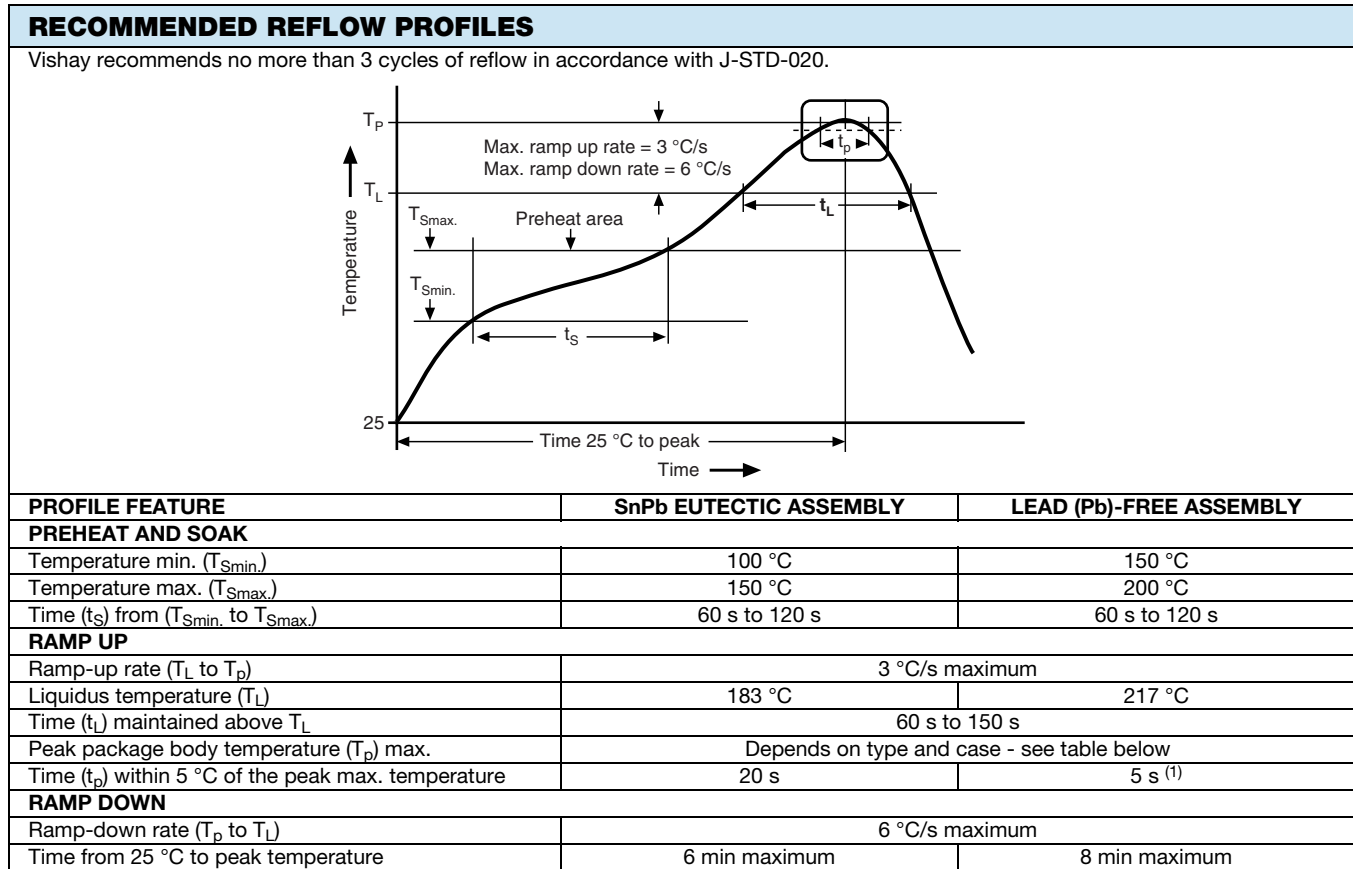 RECOMMENDED REFLOW PROFILES
Vishay recommends no more than 3 cycles of reflow in accordance with J-STD-020.
TP
Max. ramp up rate = 3 °C/s
Max. ramp down rate = 6 °C/s
tp
TL
tL
TSmax.
Preheat area
TSmin.
tS
Temperature
25
Time 25 °C to peak
Time
PROFILE FEATURE SnPb EUTECTIC ASSEMBLY LEAD (Pb)-FREE ASSEMBLY
PREHEAT AND SOAK
Temperature min. (TSmin.) 100 °C 150 °C
Temperature max. (TSmax.) 150 °C 200 °C
Time (tS) from (TSmin. to TSmax.) 60 s to 120 s 60 s to 120 s
RAMP UP
Ramp-up rate (TL to Tp) 3 °C/s maximum
Liquidus temperature (TL) 183 °C 217 °C
Time (tL) maintained above TL 60 s to 150 s
Peak package body temperature (Tp) max. Depends on type and case - see table below
Time (tp) within 5 °C of the peak max. temperature 20 s 5 s (1)
RAMP DOWN
Ramp-down rate (Tp to TL) 6 °C/s maximum
Time from 25 °C to peak temperature 6 min maximum 8 min maximum